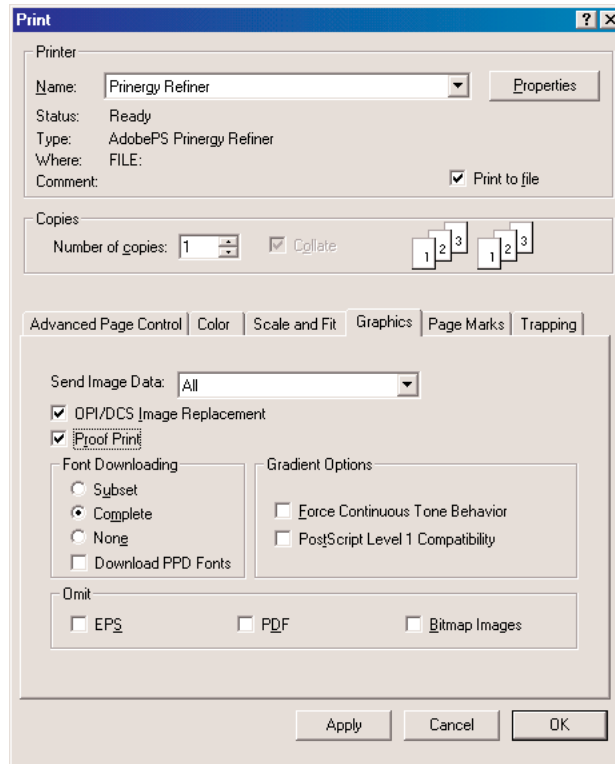 Print
Printer
Name: Prinergy Refiner Properties
Status: Ready
Type: AdobePS Prinergy Refiner
Where: FILE:
Comment: Print to file
Copies
Number of copies: 1 Collate 1 2 3 1 2 3
Advanced Page Control Color Scale and Fit Graphics Page Marks Trapping
Send Image Data: All
OPI/DCS Image Replacement
Proof Print
Font Downloading Gradient Options
Subset
Complete Force Continuous Tone Behavior
None PostScript Level 1 Compatibility
Download PPD Fonts
Omit
EPS PDF Bitmap Images
Apply Cancel OK